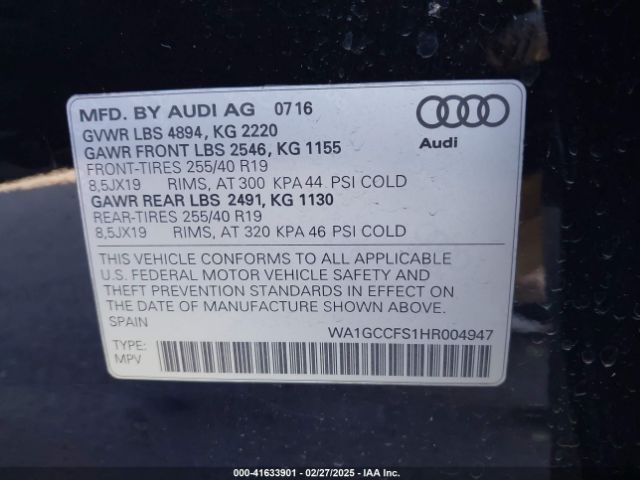 MFD. BY AUDI AG 0716
GVWR LBS 4894, KG 2220
GAWR FRONT LBS 2546, KG 1155
FRONT-TIRES 255/40 R19
8,5JX19 RIMS, AT 300 KPA 44 PSI COLD
GAWR REAR LBS 2491, KG 1130
REAR-TIRES 255/40 R19
8,5JX19 RIMS, AT 320 KPA 46 PSI COLD
Audi
THIS VEHICLE CONFORMS TO ALL APPLICABLE
U.S. FEDERAL MOTOR VEHICLE SAFETY AND
THEFT PREVENTION STANDARDS IN EFFECT ON
THE DATE OF MANUFACTURE SHOWN ABOVE.
SPAIN
WA1GCCFS1HR004947
TYPE:
MPV
000-41633901 - 02/27/2025 - IAA Inc.